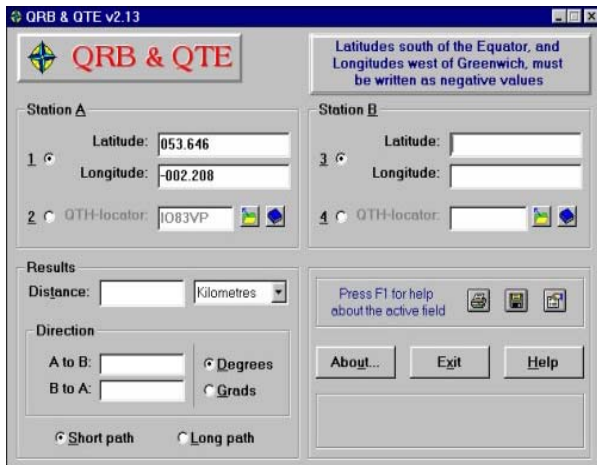 QRB & QTE v2.13
QRB & QTE
Latitudes south of the Equator, and
Longitudes west of Greenwich, must
be written as negative values
Station A
Latitude: 053.646
1
Longitude: -002.208
2 QTH-locator: IO83VP
Station B
Latitude:
3
Longitude:
4 QTH-locator:
Results
Distance: Kilometres
Direction
A to B:
B to A:
Degrees
Grads
Short path Long path
Press F1 for help
about the active field
About... Exit Help